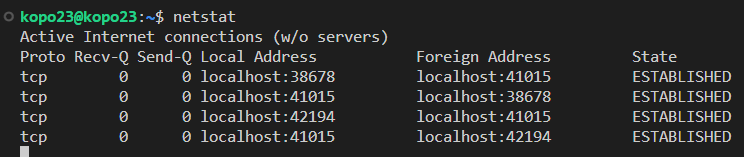 kopo23@kopo23:~$ netstat
Active Internet connections (w/o servers)
Proto Recv-Q Send-Q Local Address           Foreign Address         State
tcp        0      0 localhost:38678         localhost:41015         ESTABLISHED
tcp        0      0 localhost:41015         localhost:38678         ESTABLISHED
tcp        0      0 localhost:42194         localhost:41015         ESTABLISHED
tcp        0      0 localhost:41015         localhost:42194         ESTABLISHED